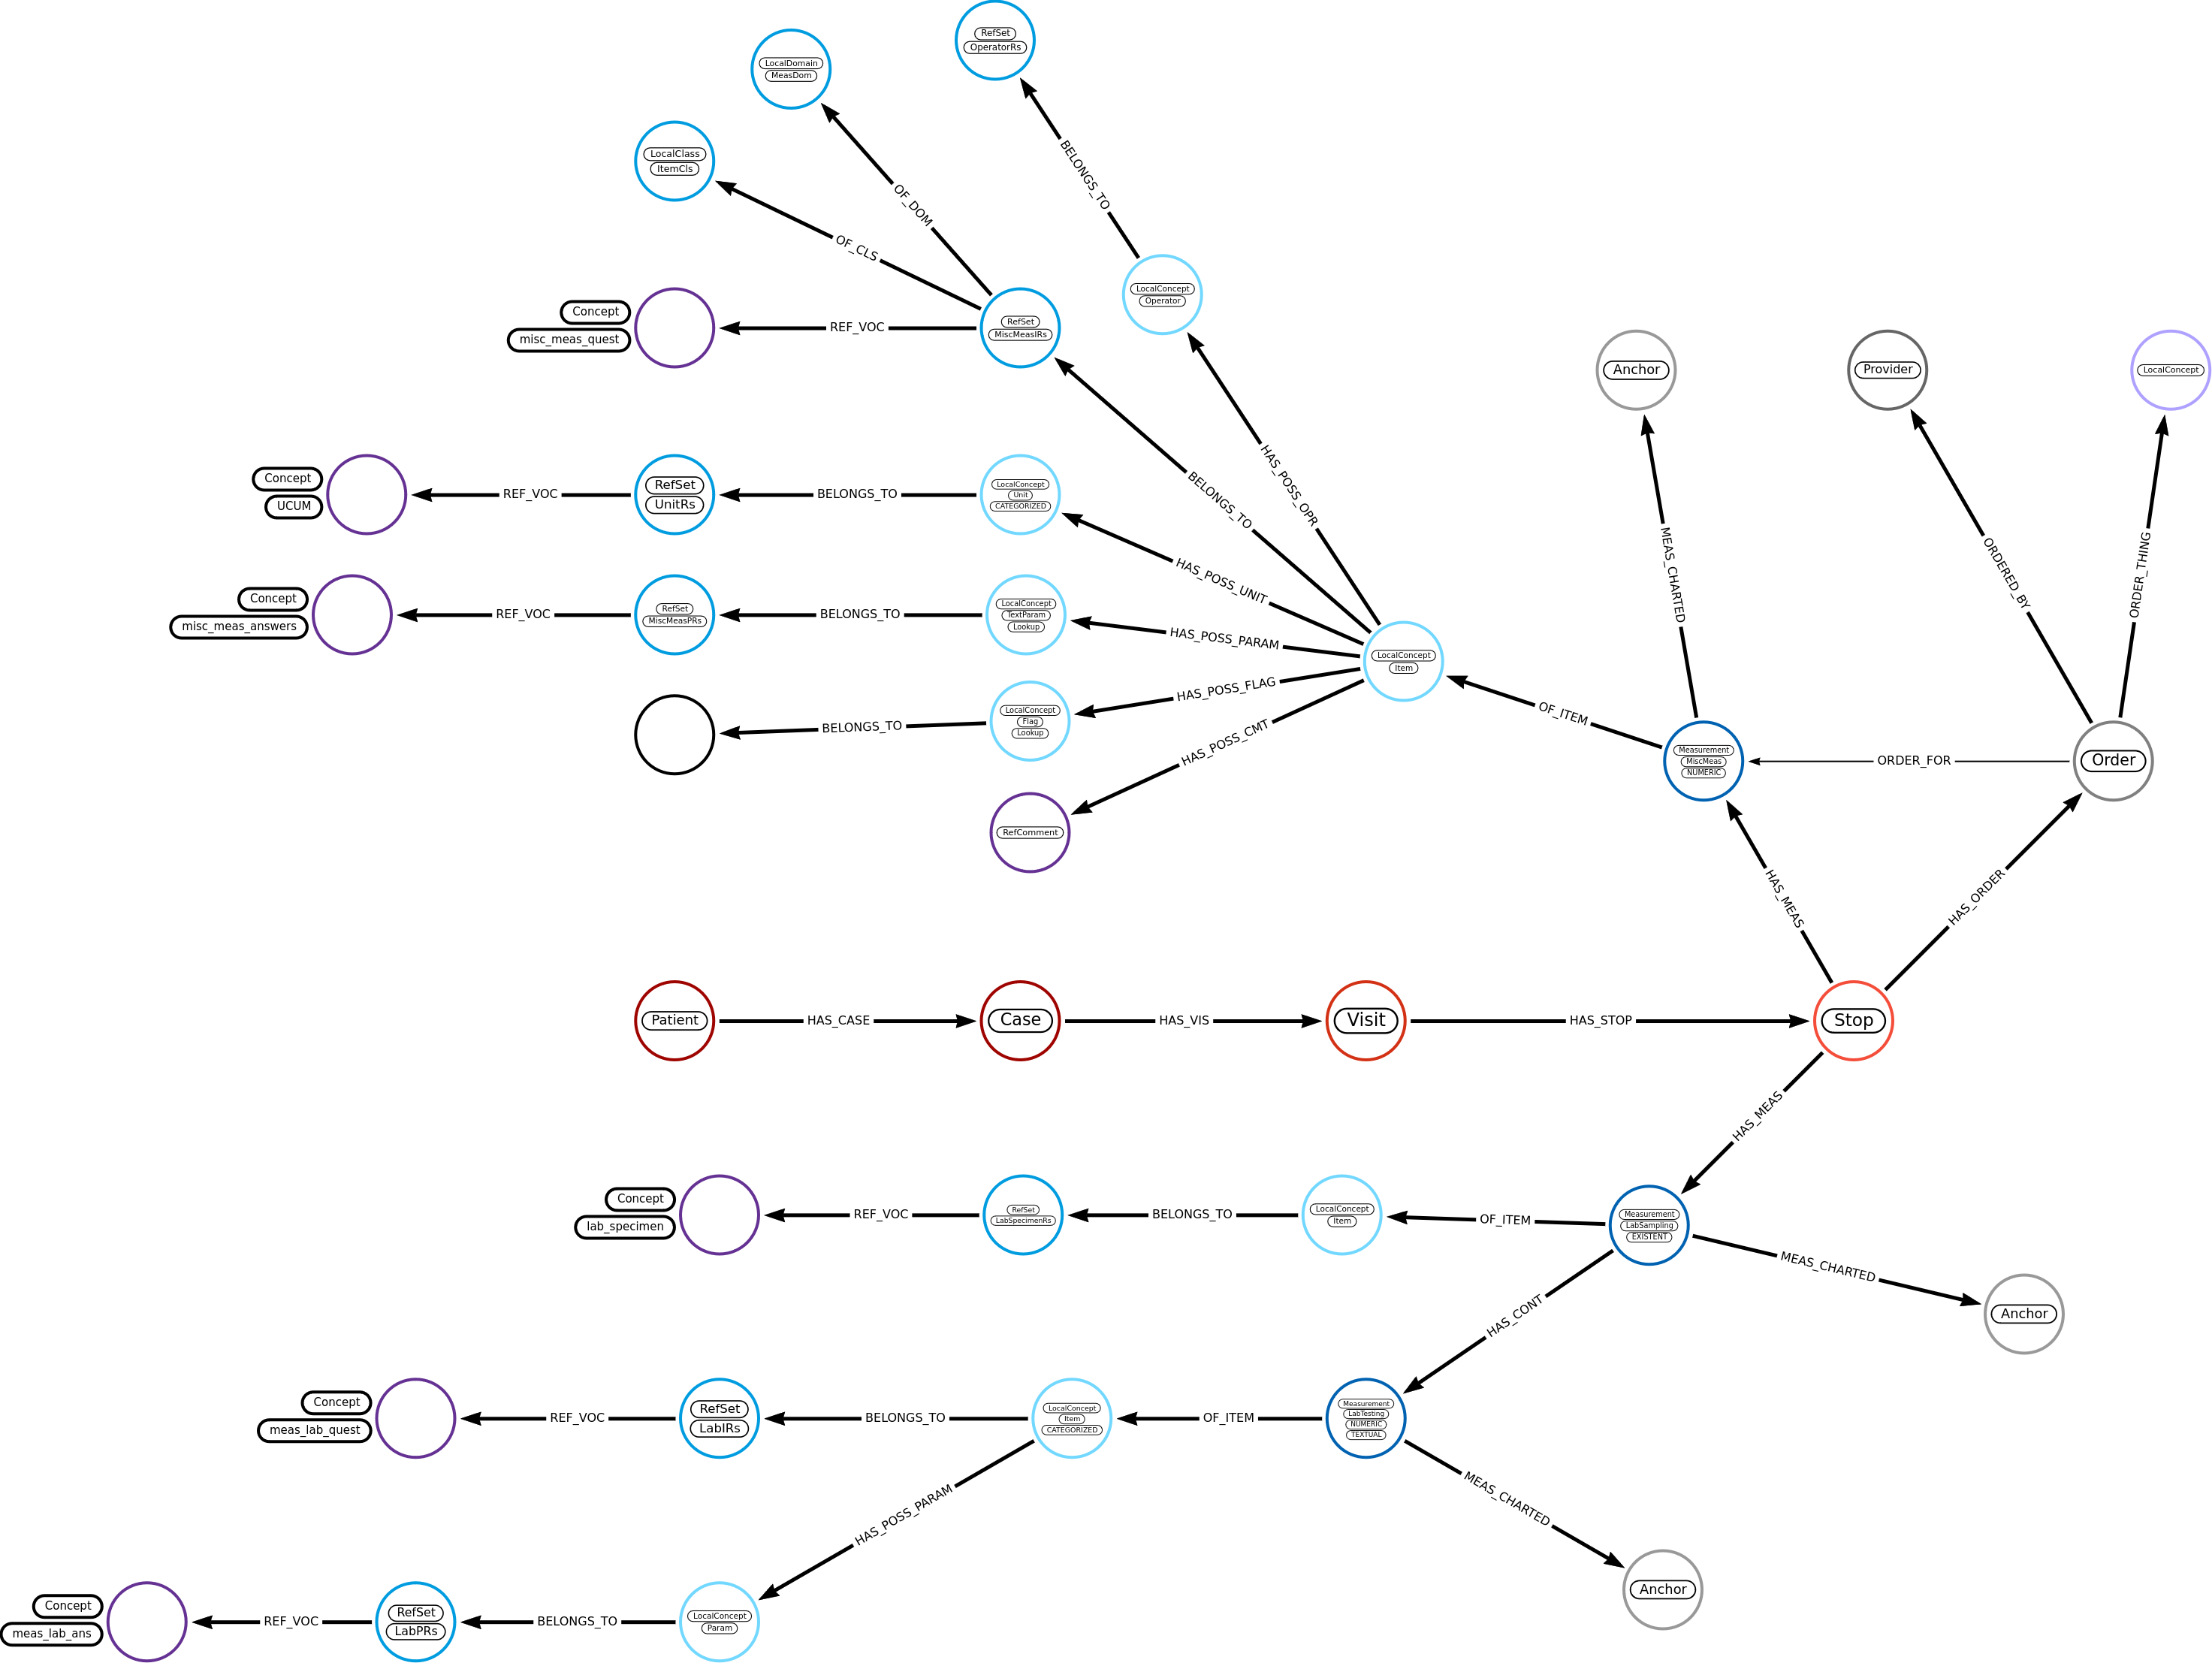 RefSet
OperatorRs
LocalDomain
MeasDom
BELONGS_TO
LocalClass
ItemCls
OF_DOM
OF_CLS
LocalConcept
Operator
Concept
misc_meas_quest
REF_VOC
RefSet
MiscMeasIRs
Anchor
Provider
LocalConcept
HAS_POSS_OPR
BELONGS_TO
Concept
UCUM
REF_VOC
RefSet
UnitRs
BELONGS_TO
LocalConcept
Unit
CATEGORIZED
HAS_POSS_UNIT
MEAS_CHARTED
ORDERED_BY
ORDER_THING
Concept
misc_meas_answers
REF_VOC
RefSet
MiscMeasPRs
BELONGS_TO
LocalConcept
TextParam
Lookup
HAS_POSS_PARAM
LocalConcept
Item
HAS_POSS_FLAG
BELONGS_TO
LocalConcept
Flag
Lookup
HAS_POSS_CMT
OF_ITEM
Measurement
MiscMeas
NUMERIC
ORDER_FOR
Order
RefComment
HAS_MEAS
HAS_ORDER
Patient
HAS_CASE
Case
HAS_VIS
Visit
HAS_STOP
Stop
HAS_MEAS
Concept
lab_specimen
REF_VOC
RefSet
LabSpecimenRs
BELONGS_TO
LocalConcept
Item
OF_ITEM
Measurement
LabSampling
EXISTENT
MEAS_CHARTED
Anchor
HAS_CONT
Concept
meas_lab_quest
REF_VOC
RefSet
LabIRs
BELONGS_TO
LocalConcept
Item
CATEGORIZED
OF_ITEM
Measurement
LabTesting
NUMERIC
TEXTUAL
HAS_POSS_PARAM
MEAS_CHARTED
Anchor
Concept
meas_lab_ans
REF_VOC
RefSet
LabPRs
BELONGS_TO
LocalConcept
Param